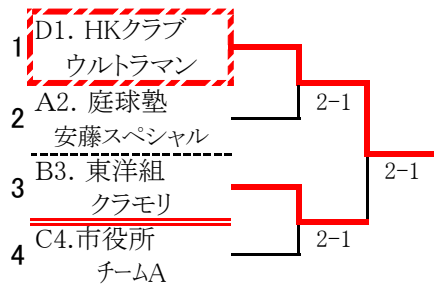 1 D1. HKクラブ
ウルトラマン
2 A2. 庭球塾
安藤スペシャル
2-1
3 B3. 東洋組
クラモリ
2-1
4 C4.市役所
チームA
2-1